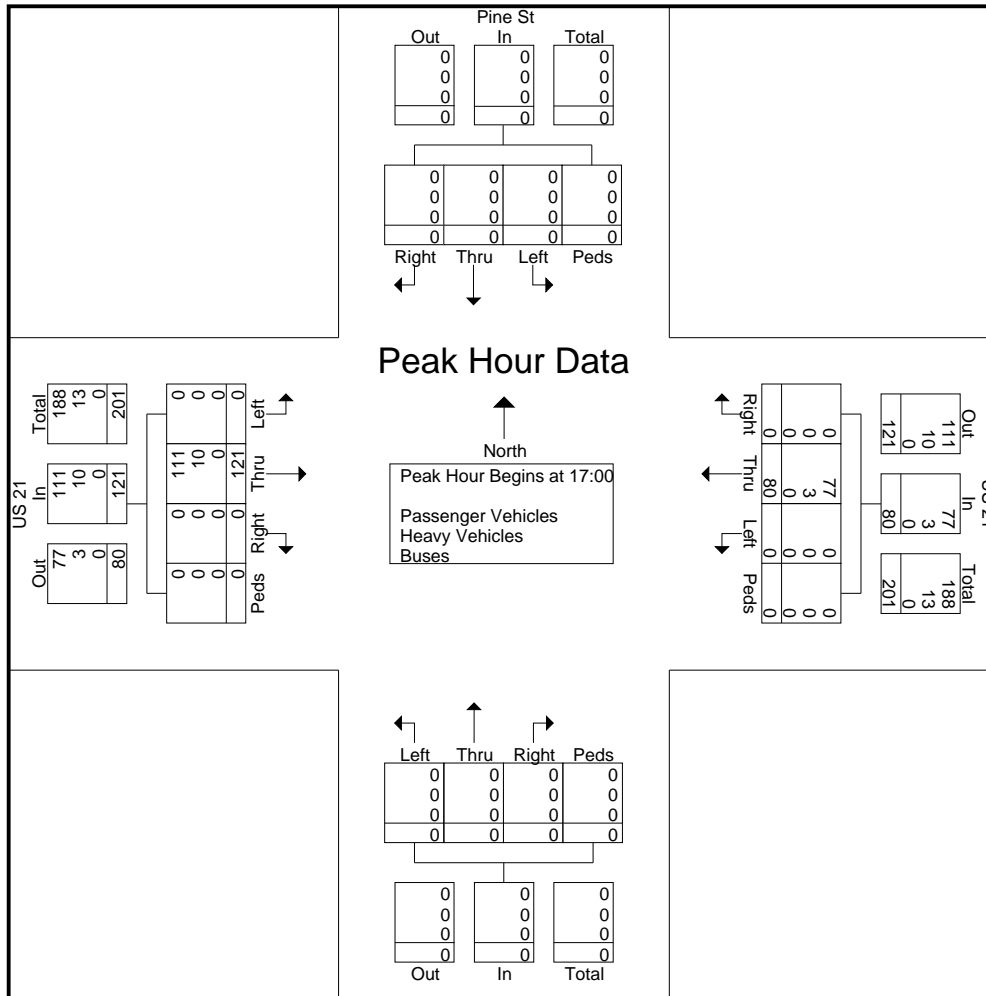 Pine St
Out In Total
0 0 0
0 0 0
0 0 0
0 0 0
0 0 0 0
0 0 0 0
0 0 0 0
0 0 0 0
Right Thru Left Peds
Peak Hour Data
North
Peak Hour Begins at 17:00
Passenger Vehicles
Heavy Vehicles
Buses
US 21
Total
188
13
0
201
In
111
10
0
121
Out
77
3
0
80
Left
0
0
0
0
Thru
111
10
0
121
Right
0
0
0
0
Peds
0
0
0
0
Right
0
0
0
0
Thru
77
3
0
80
Left
0
0
0
0
Peds
0
0
0
0
Out
111
10
0
121
In
77
3
0
80
Total
188
13
0
201
Left Thru Right Peds
0 0 0 0
0 0 0 0
0 0 0 0
0 0 0 0
0 0 0
0 0 0
0 0 0
0 0 0
Out In Total